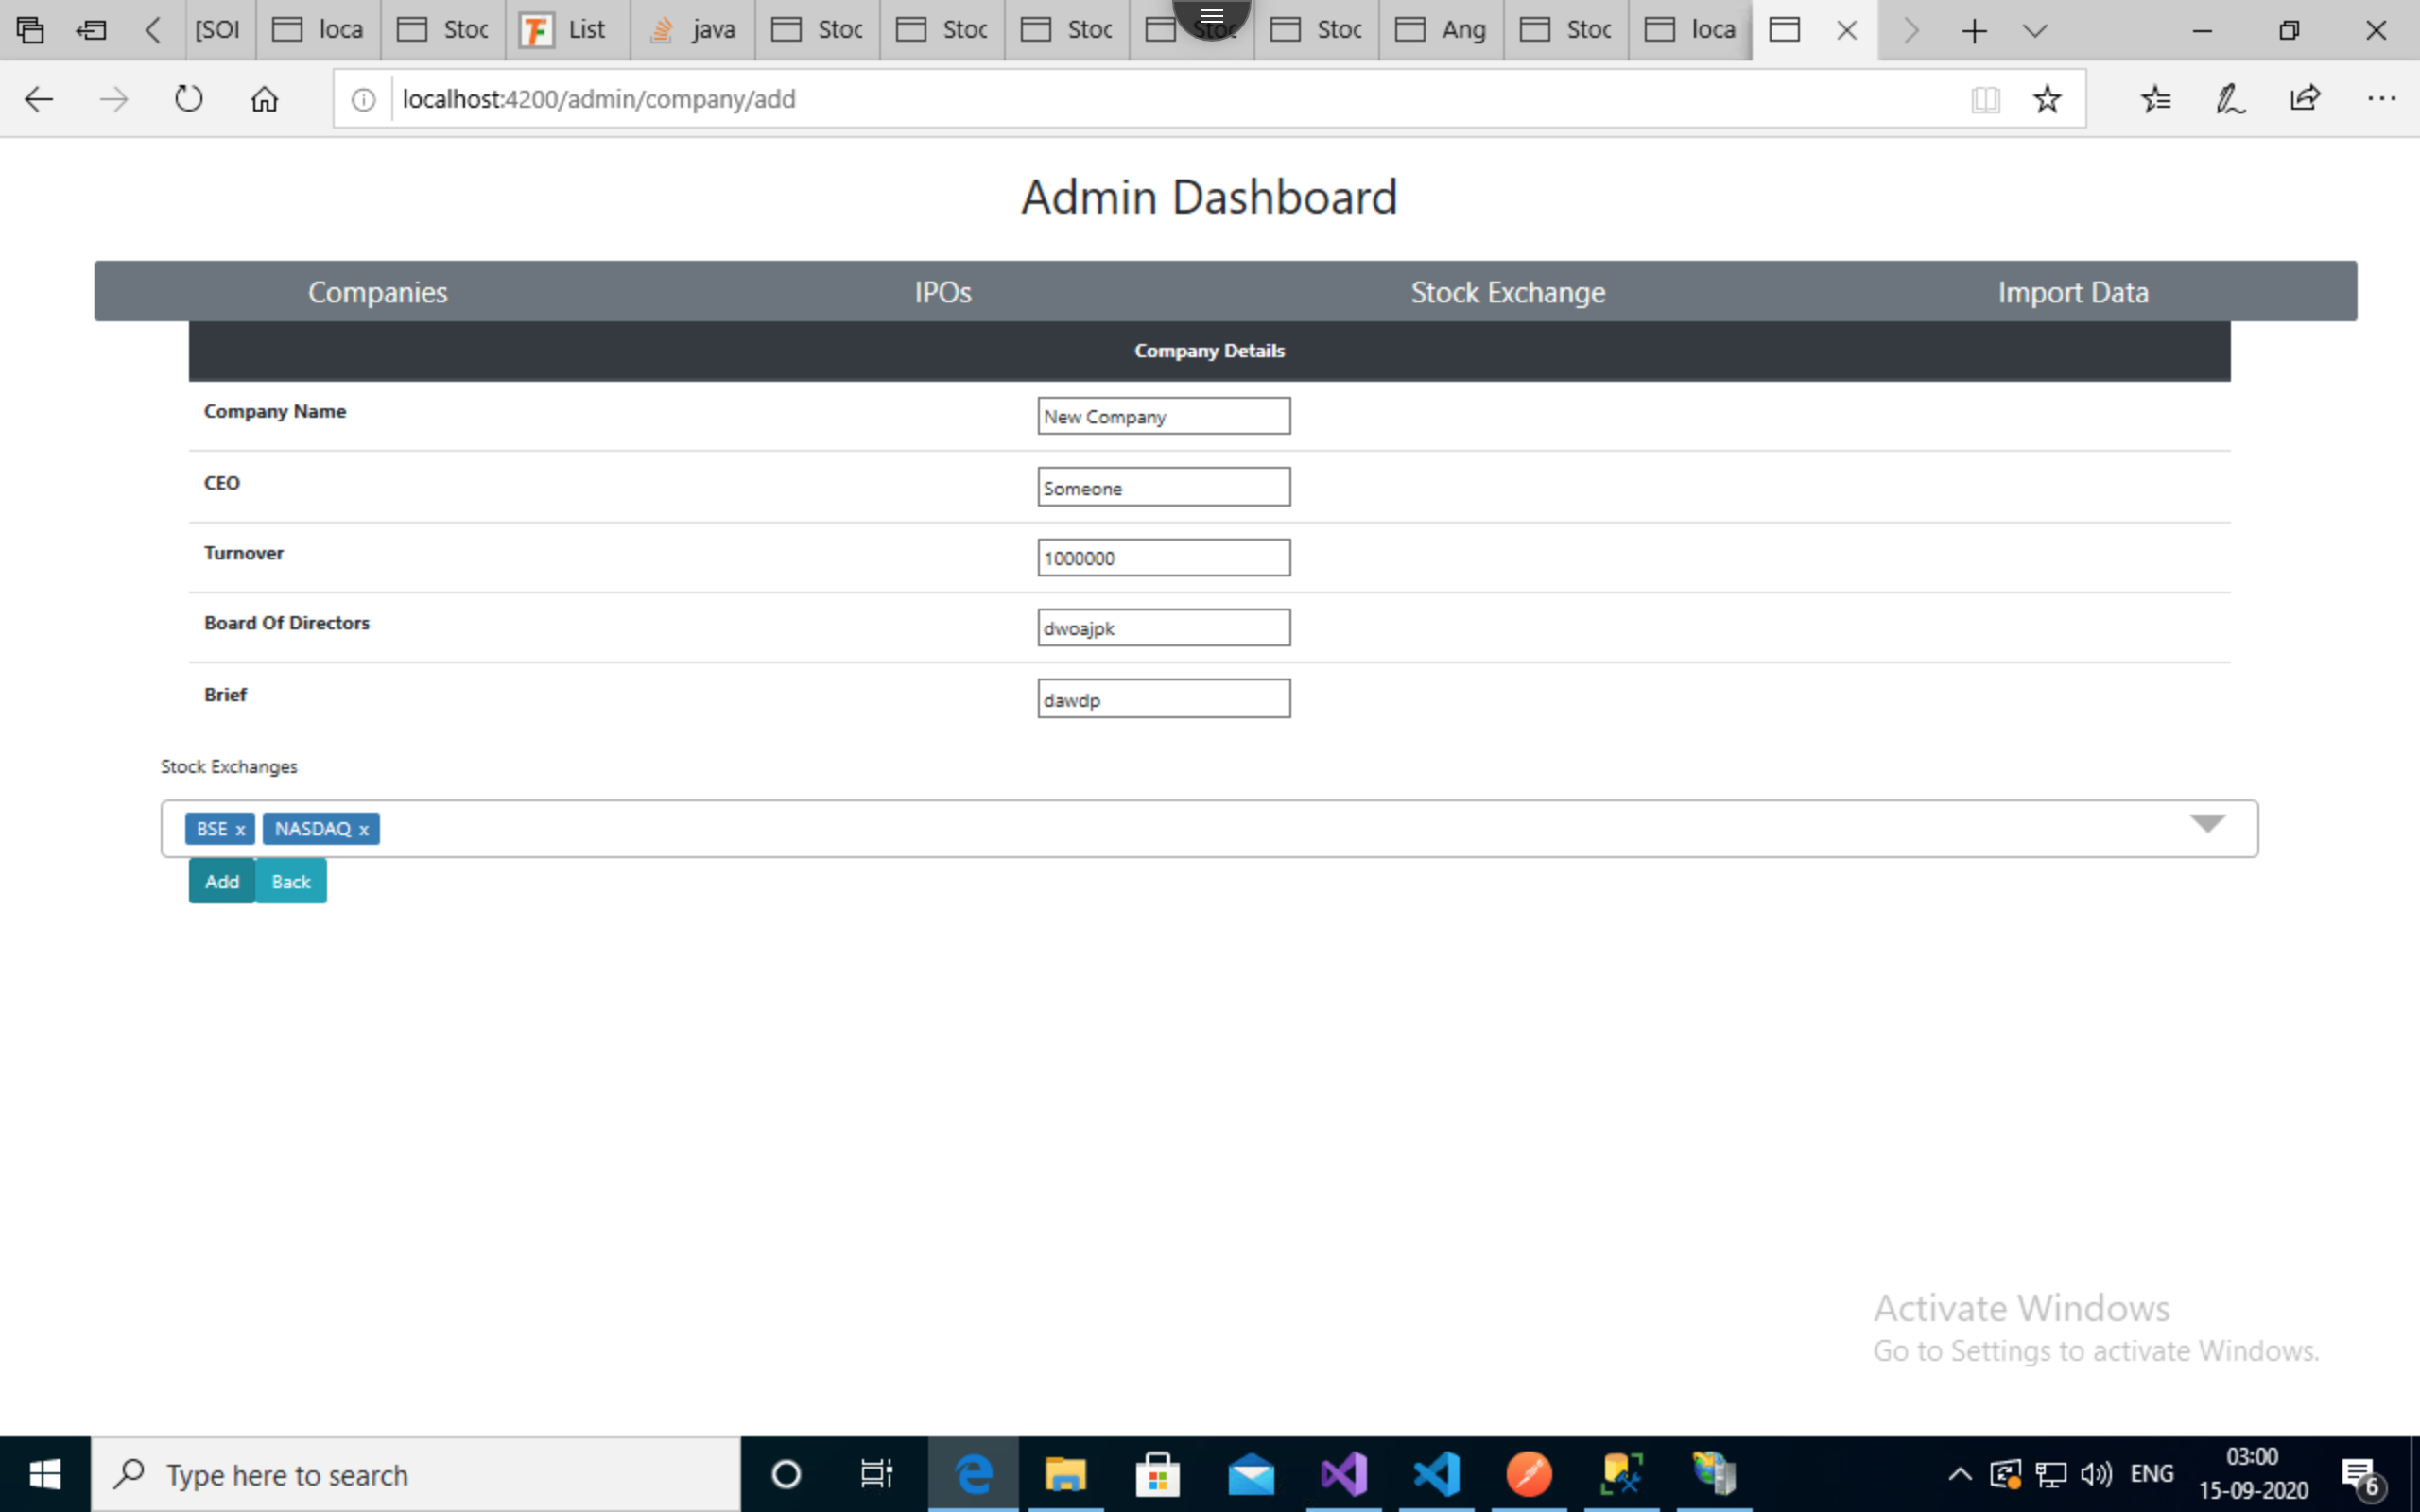 [SOI loca Stoc List java Stoc Stoc Stoc Stoc Stoc Ang Stoc loca
localhost:4200/admin/company/add
Admin Dashboard
Companies IPOs Stock Exchange Import Data
Company Details
Company Name New Company
CEO Someone
Turnover 1000000
Board Of Directors dwoajpk
Brief dawdp
Stock Exchanges
BSE x NASDAQ x
Add Back
Activate Windows
Go to Settings to activate Windows.
Type here to search
ENG
03:00
15-09-2020
6